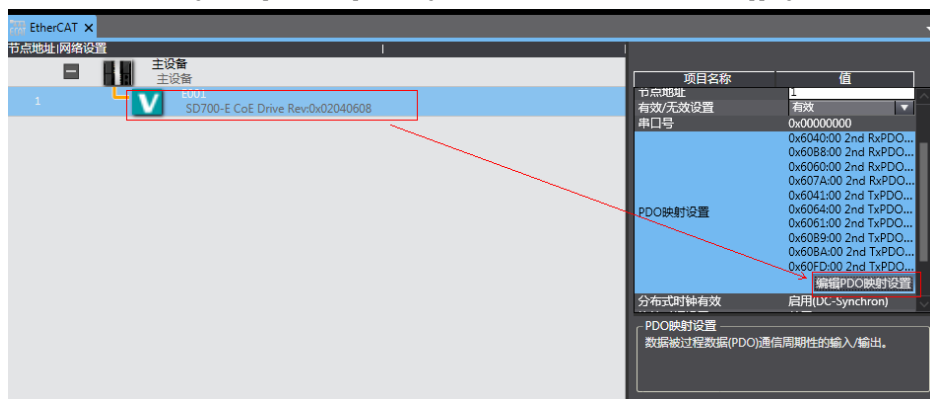 EtherCAT ×
节点地址|网络设置
主设备
主设备
1
E001
SD700-E CoE Drive Rev:0x02040608
项目名称 值
节点地址 1
有效/无效设置 有效
串口号 0x00000000
PDO映射设置
0x6040:00 2nd RxPDO...
0x60B8:00 2nd RxPDO...
0x6060:00 2nd RxPDO...
0x607A:00 2nd RxPDO...
0x6041:00 2nd TxPDO...
0x6064:00 2nd TxPDO...
0x6061:00 2nd TxPDO...
0x60B9:00 2nd TxPDO...
0x60BA:00 2nd TxPDO...
0x60FD:00 2nd TxPDO...
编辑PDO映射设置
分布式时钟有效 启用(DC-Synchron)
PDO映射设置
数据被过程数据(PDO)通信周期性的输入/输出。